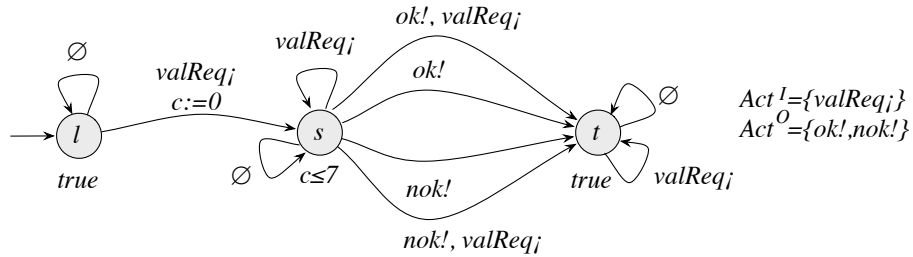 ok!, valReq¡
valReq¡
∅
ok!
valReq¡
c:=0
∅
Act^I={valReq¡}
Act^O={ok!,nok!}
l
s
t
∅
true
c≤7
nok!
true
valReq¡
nok!, valReq¡